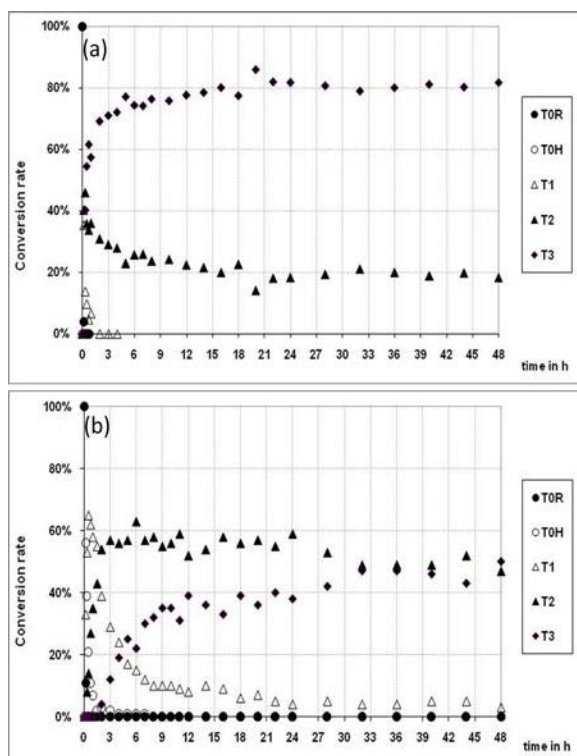 (a)
100%
80%
60%
40%
20%
0%
Conversion rate
0 3 6 9 12 15 18 21 24 27 30 33 36 39 42 45 48
time in h
T0R
T0H
T1
T2
T3
(b)
100%
80%
60%
40%
20%
0%
Conversion rate
0 3 6 9 12 15 18 21 24 27 30 33 36 39 42 45 48
time in h
T0R
T0H
T1
T2
T3